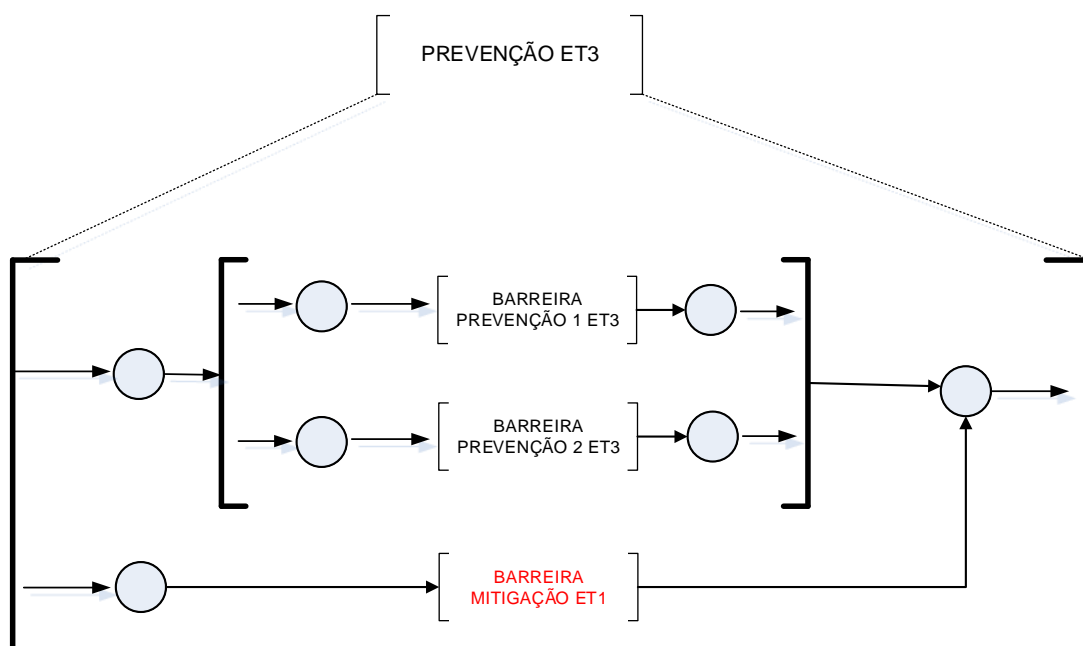 PREVENÇÃO ET3
BARREIRA
PREVENÇÃO 1 ET3
BARREIRA
PREVENÇÃO 2 ET3
BARREIRA
MITIGAÇÃO ET1